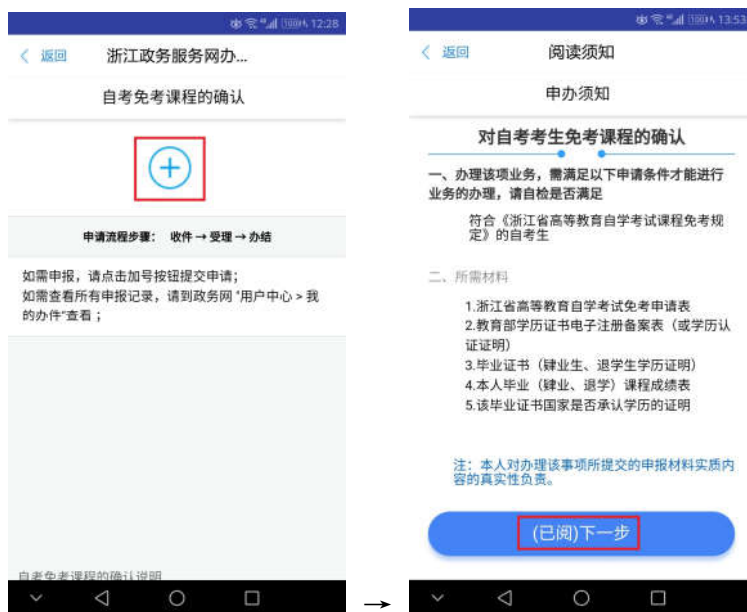 12:28
返回
浙江政务服务网办...
自考免考课程的确认
申请流程步骤： 收件→受理→办结
如需申报，请点击加号按钮提交申请；
如需查看所有申报记录，请到政务网“用户中心>我
的办件”查看；
自考免考课程的确认说明
→
13:53
返回
阅读须知
申办须知
对自考考生免考课程的确认
一、办理该项业务，需满足以下申请条件才能进行
业务的办理，请自检是否满足
符合《浙江省高等教育自学考试课程免考规
定》的自考生
二、所需材料
1.浙江省高等教育自学考试免考申请表
2.教育部学历证书电子注册备案表（或学历认
证证明）
3.毕业证书（肄业生、退学生学历证明）
4.本人毕业（肄业、退学）课程成绩表
5.该毕业证书国家是否承认学历的证明
注：本人对办理该事项所提交的申报材料实质内
容的真实性负责。
(已阅)下一步